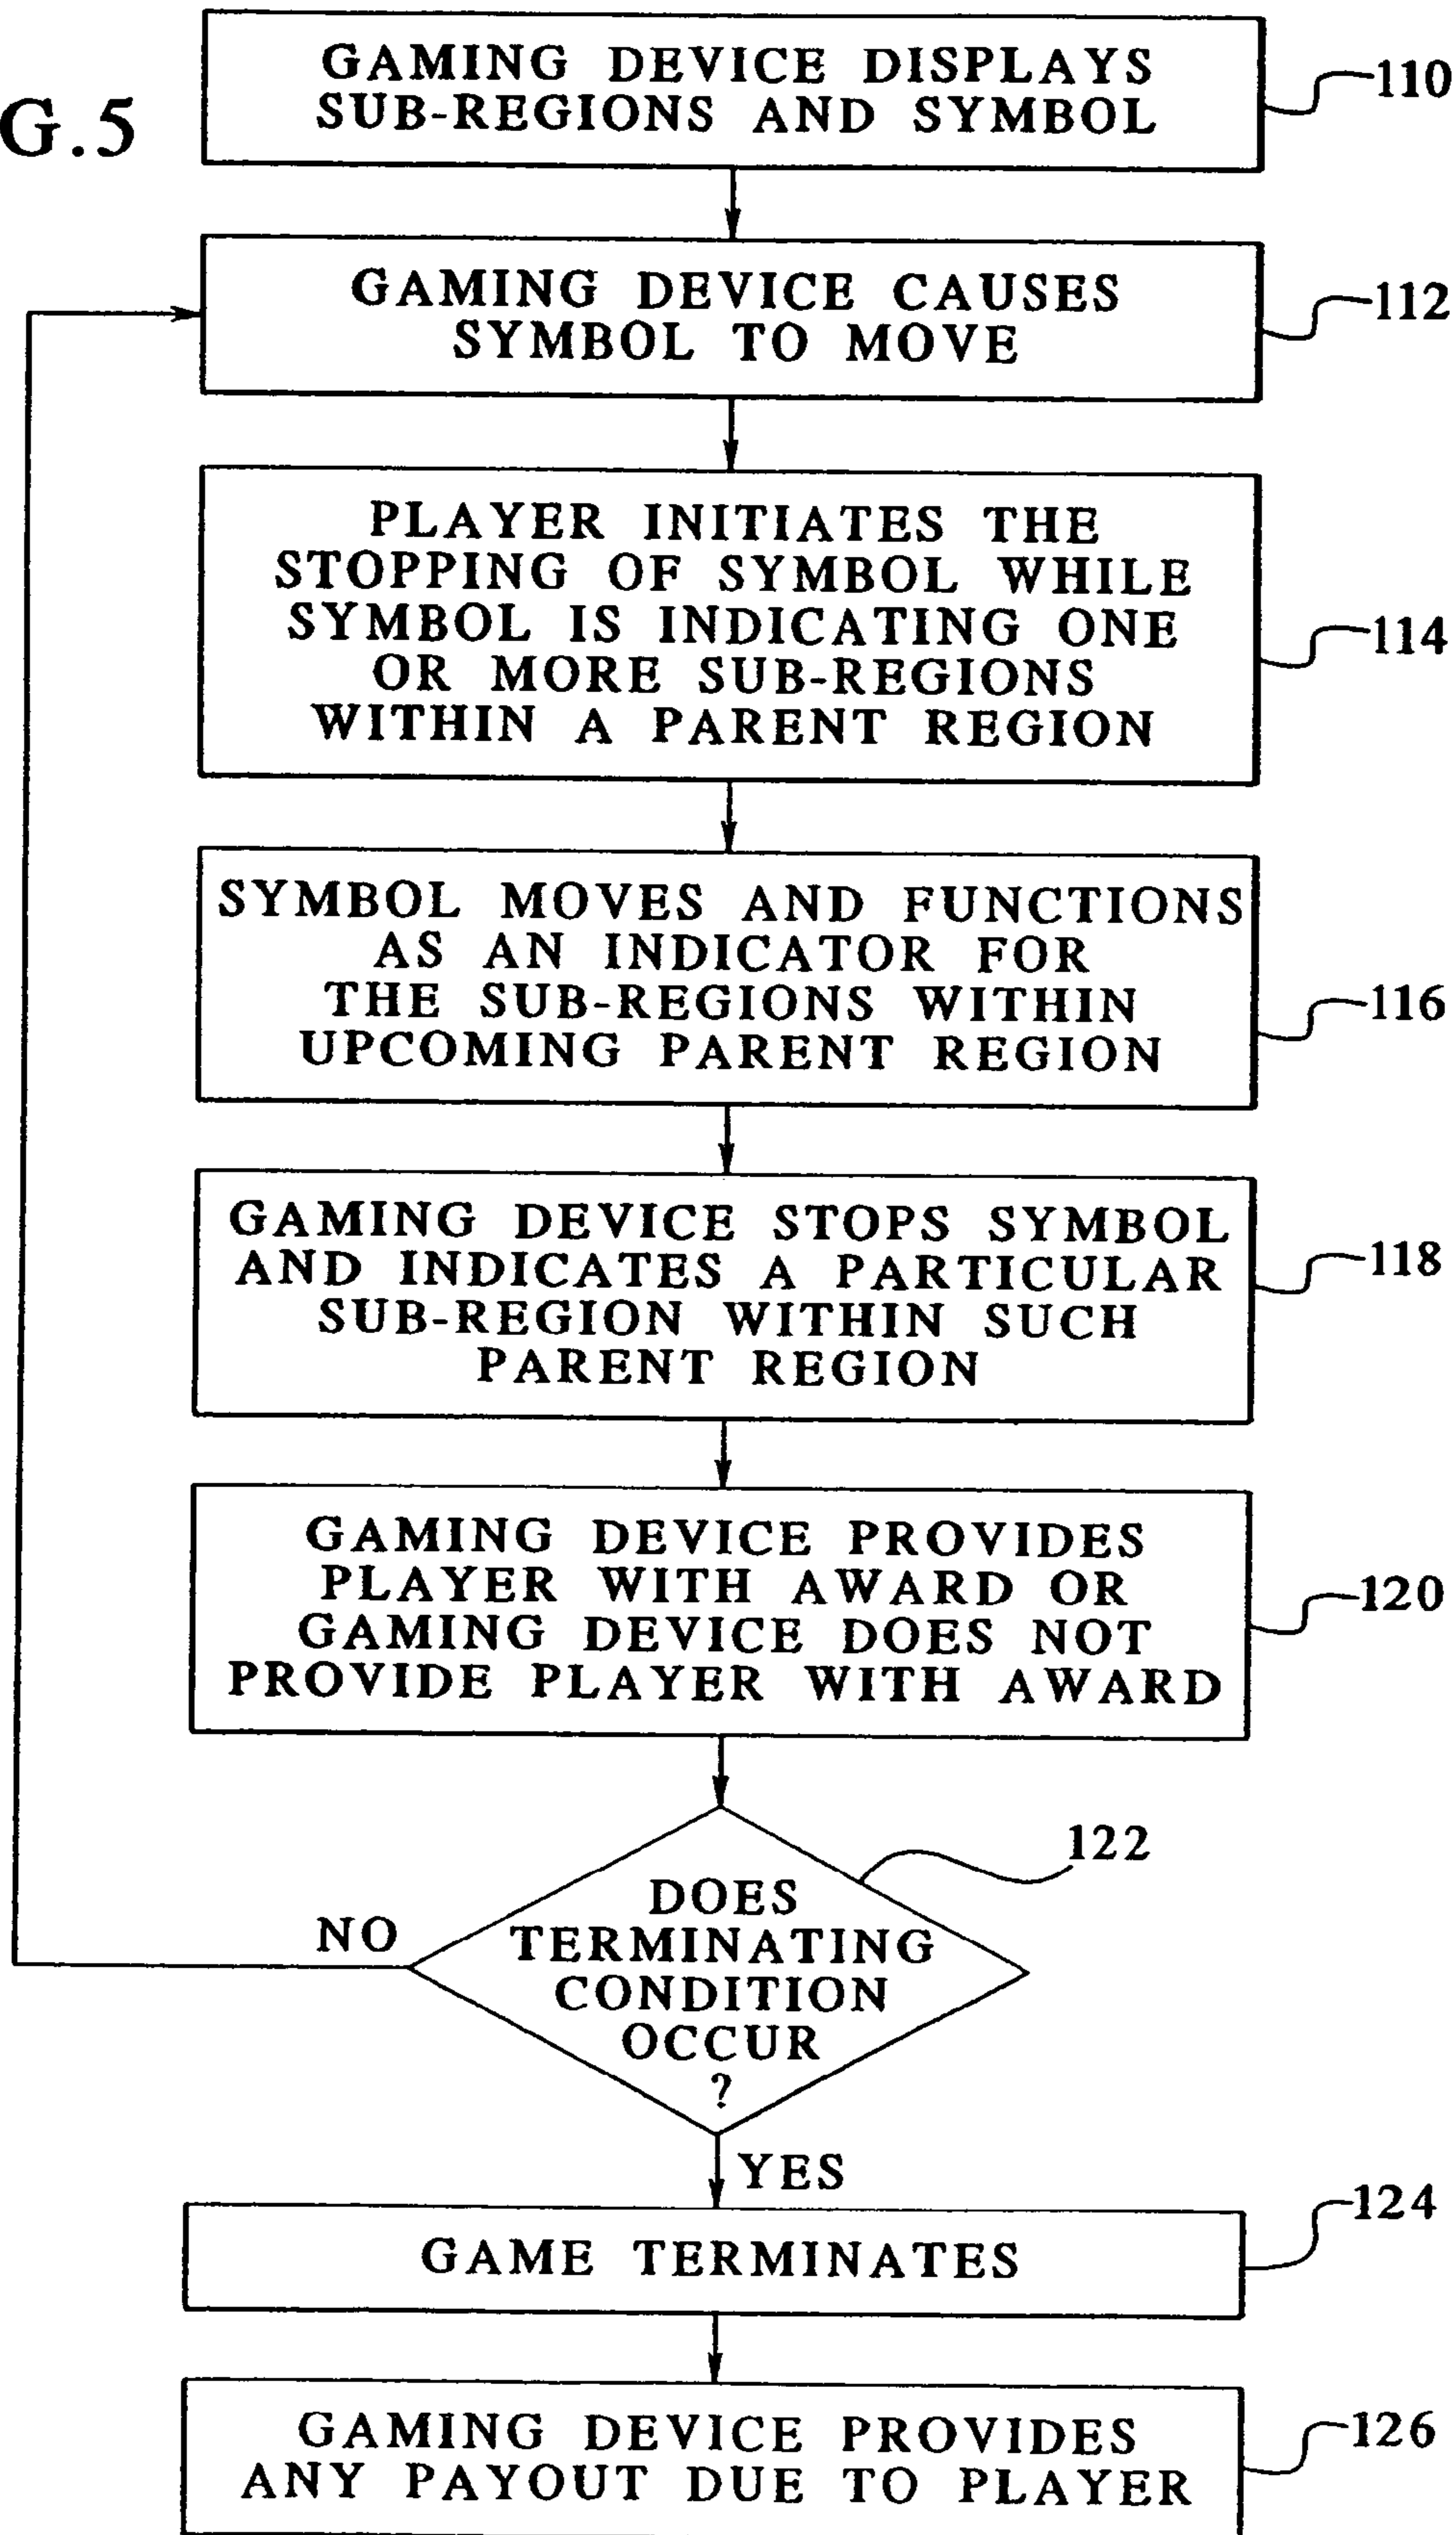 G.5
GAMING DEVICE DISPLAYS
SUB-REGIONS AND SYMBOL
110
GAMING DEVICE CAUSES
SYMBOL TO MOVE
112
PLAYER INITIATES THE
STOPPING OF SYMBOL WHILE
SYMBOL IS INDICATING ONE
OR MORE SUB-REGIONS
WITHIN A PARENT REGION
114
SYMBOL MOVES AND FUNCTIONS
AS AN INDICATOR FOR
THE SUB-REGIONS WITHIN
UPCOMING PARENT REGION
116
GAMING DEVICE STOPS SYMBOL
AND INDICATES A PARTICULAR
SUB-REGION WITHIN SUCH
PARENT REGION
118
GAMING DEVICE PROVIDES
PLAYER WITH AWARD OR
GAMING DEVICE DOES NOT
PROVIDE PLAYER WITH AWARD
120
122
DOES
TERMINATING
CONDITION
OCCUR
?
NO
YES
GAME TERMINATES
124
GAMING DEVICE PROVIDES
ANY PAYOUT DUE TO PLAYER
126